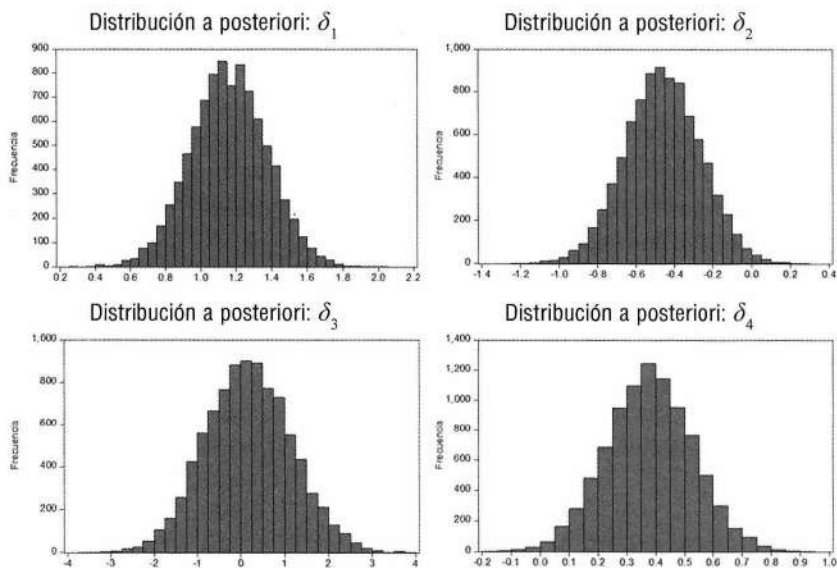 Distribución a posteriori: δ1
Frecuencia
900
800
700
600
500
400
300
200
100
0
0.2 0.4 0.6 0.8 1.0 1.2 1.4 1.6 1.8 2.0 2.2
Distribución a posteriori: δ2
Frecuencia
1,000
800
600
400
200
0
-1.4 -1.2 -1.0 -0.8 -0.6 -0.4 -0.2 0.0 0.2 0.4
Distribución a posteriori: δ3
Frecuencia
1,000
800
600
400
200
0
-4 -3 -2 -1 0 1 2 3 4
Distribución a posteriori: δ4
Frecuencia
1,400
1,200
1,000
800
600
400
200
0
-0.2 -0.1 0.0 0.1 0.2 0.3 0.4 0.5 0.6 0.7 0.8 0.9 1.0